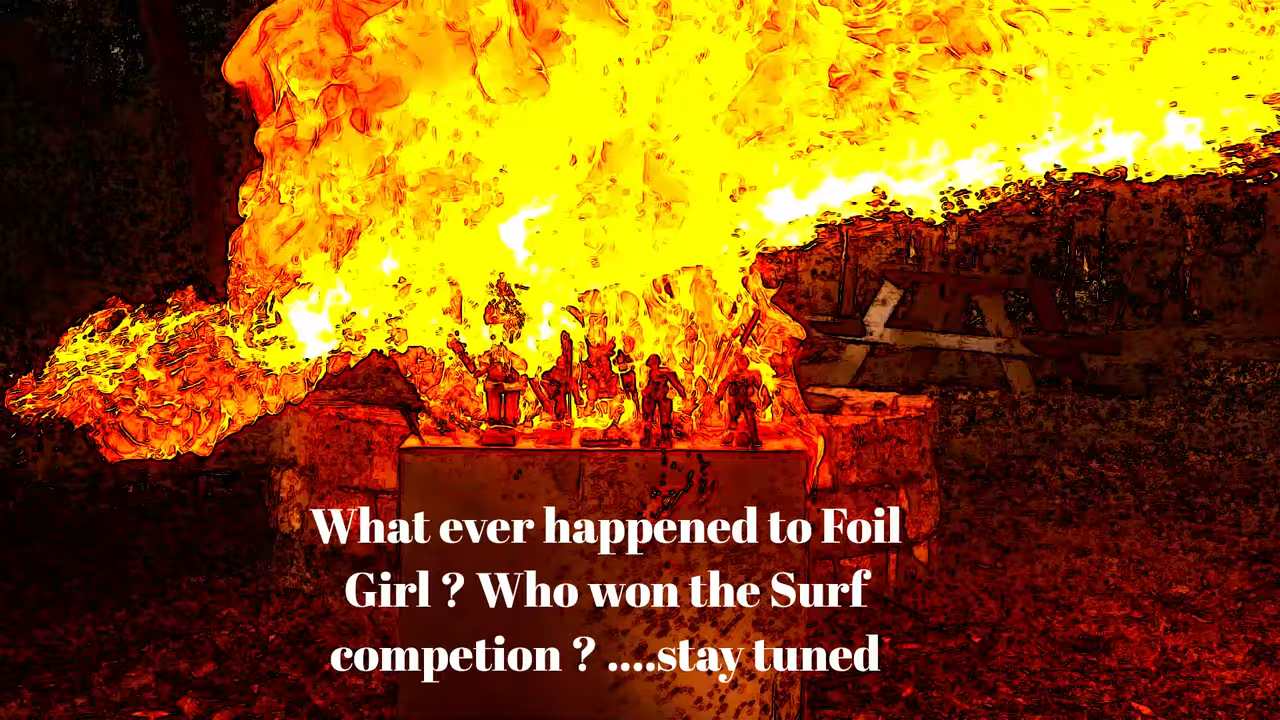 What ever happened to Foil
Girl ? Who won the Surf
competion ? ....stay tuned